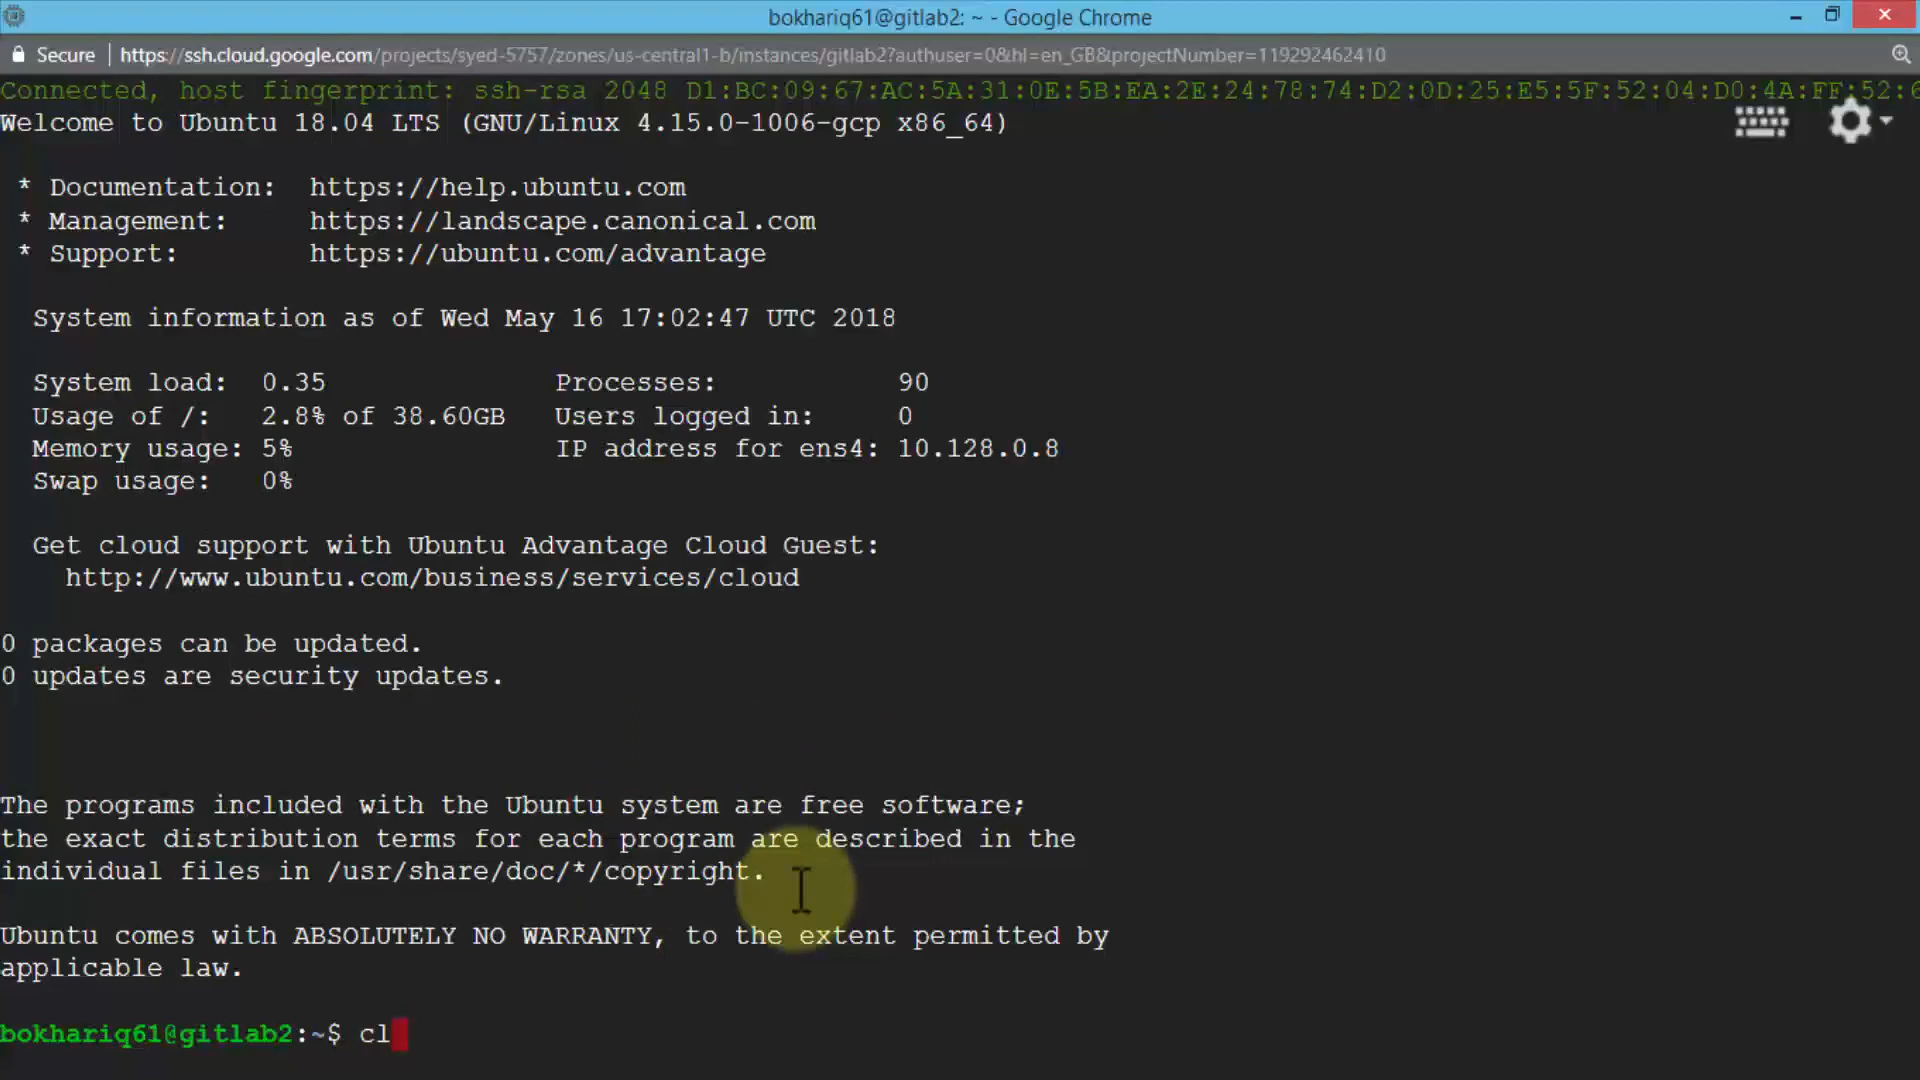 bokhariq61@gitlab2: ~ - Google Chrome
Secure https://ssh.cloud.google.com/projects/syed-5757/zones/us-central1-b/instances/gitlab2?authuser=0&hl=en_GB&projectNumber=119292462410
Connected, host fingerprint: ssh-rsa 2048 D1:BC:09:67:AC:5A:31:0E:5B:EA:2E:24:78:74:D2:0D:25:E5:5F:52:04:D0:4A:FF:52:6
Welcome to Ubuntu 18.04 LTS (GNU/Linux 4.15.0-1006-gcp x86_64)
* Documentation: https://help.ubuntu.com
* Management: https://landscape.canonical.com
* Support: https://ubuntu.com/advantage
System information as of Wed May 16 17:02:47 UTC 2018
System load: 0.35 Processes: 90
Usage of /: 2.8% of 38.60GB Users logged in: 0
Memory usage: 5% IP address for ens4: 10.128.0.8
Swap usage: 0%
Get cloud support with Ubuntu Advantage Cloud Guest:
http://www.ubuntu.com/business/services/cloud
0 packages can be updated.
0 updates are security updates.
The programs included with the Ubuntu system are free software;
the exact distribution terms for each program are described in the
individual files in /usr/share/doc/*/copyright.
Ubuntu comes with ABSOLUTELY NO WARRANTY, to the extent permitted by
applicable law.
bokhariq61@gitlab2:~$ cl